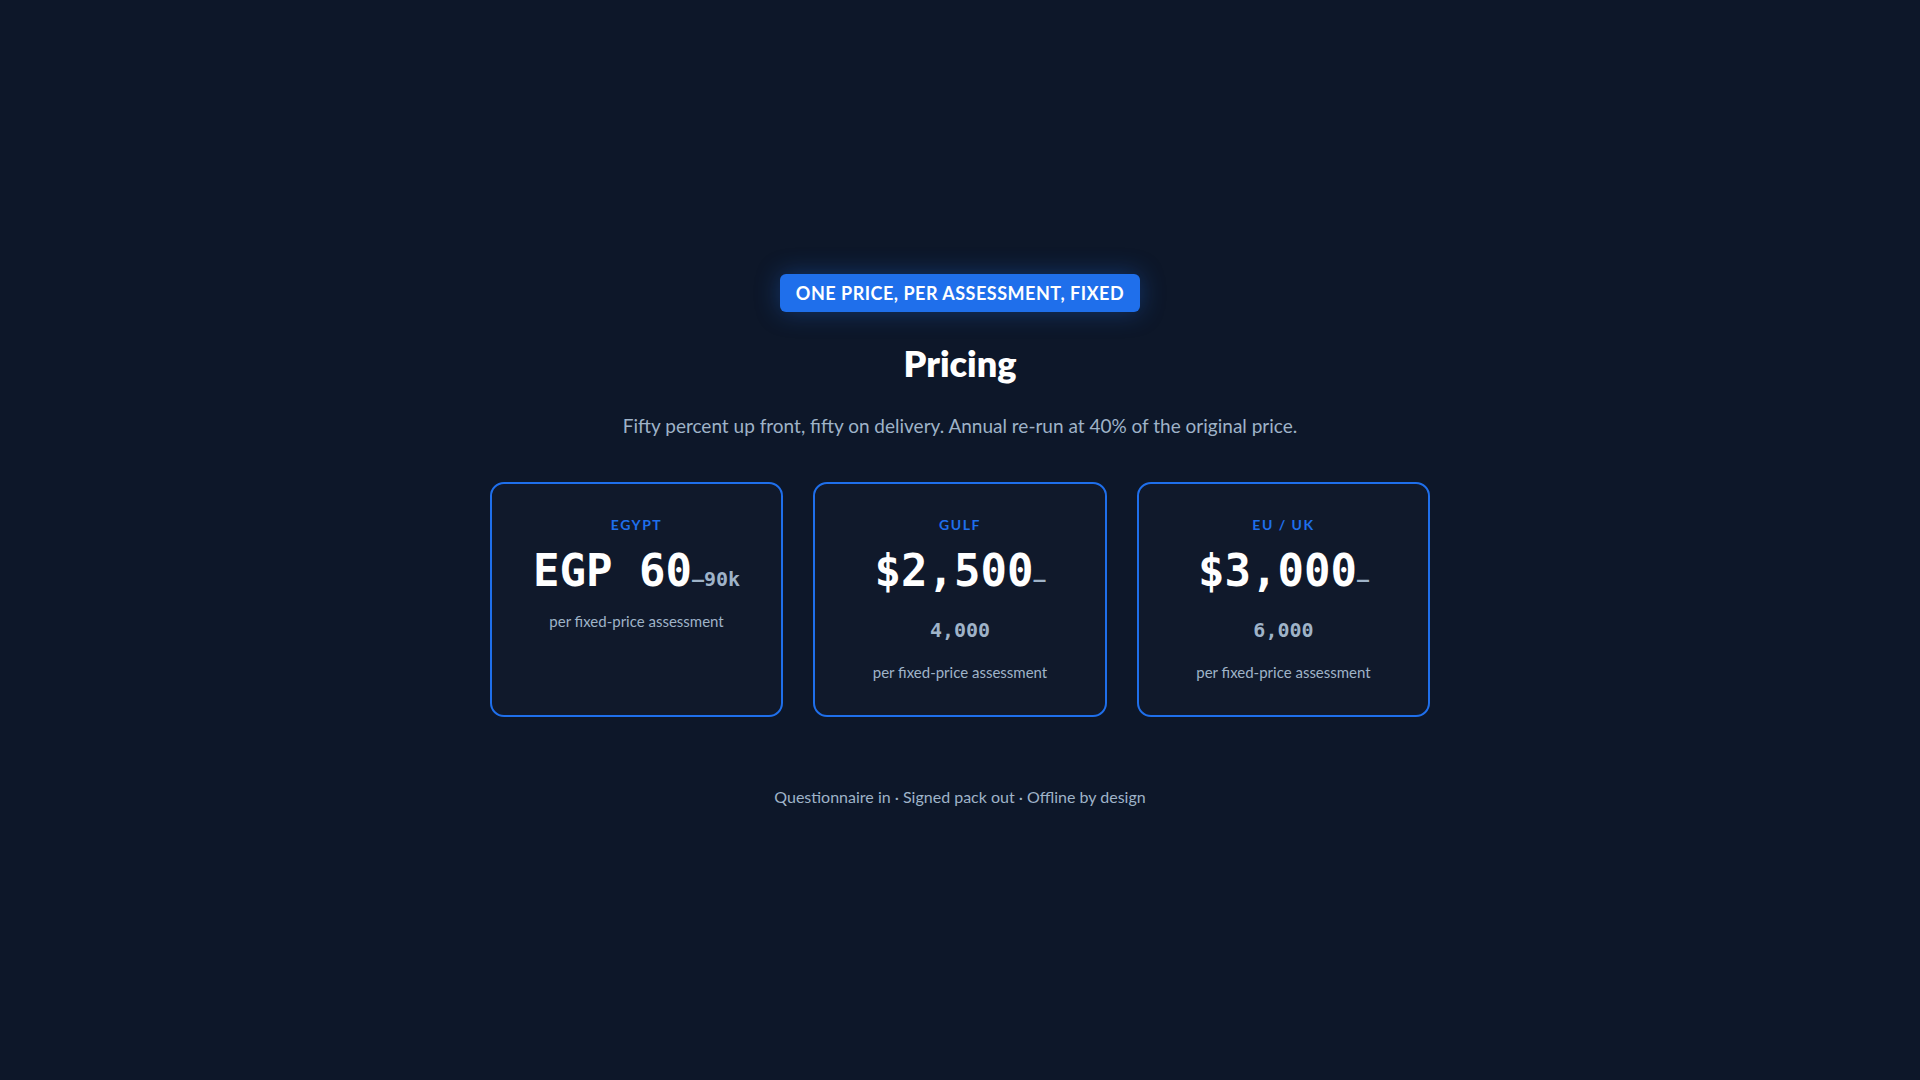 ONE PRICE, PER ASSESSMENT, FIXED
Pricing
Fifty percent up front, fifty on delivery. Annual re-run at 40% of the original price.
EGYPT
EGP 60–90k
per fixed-price assessment
GULF
$2,500–
4,000
per fixed-price assessment
EU / UK
$3,000–
6,000
per fixed-price assessment
Questionnaire in · Signed pack out · Offline by design